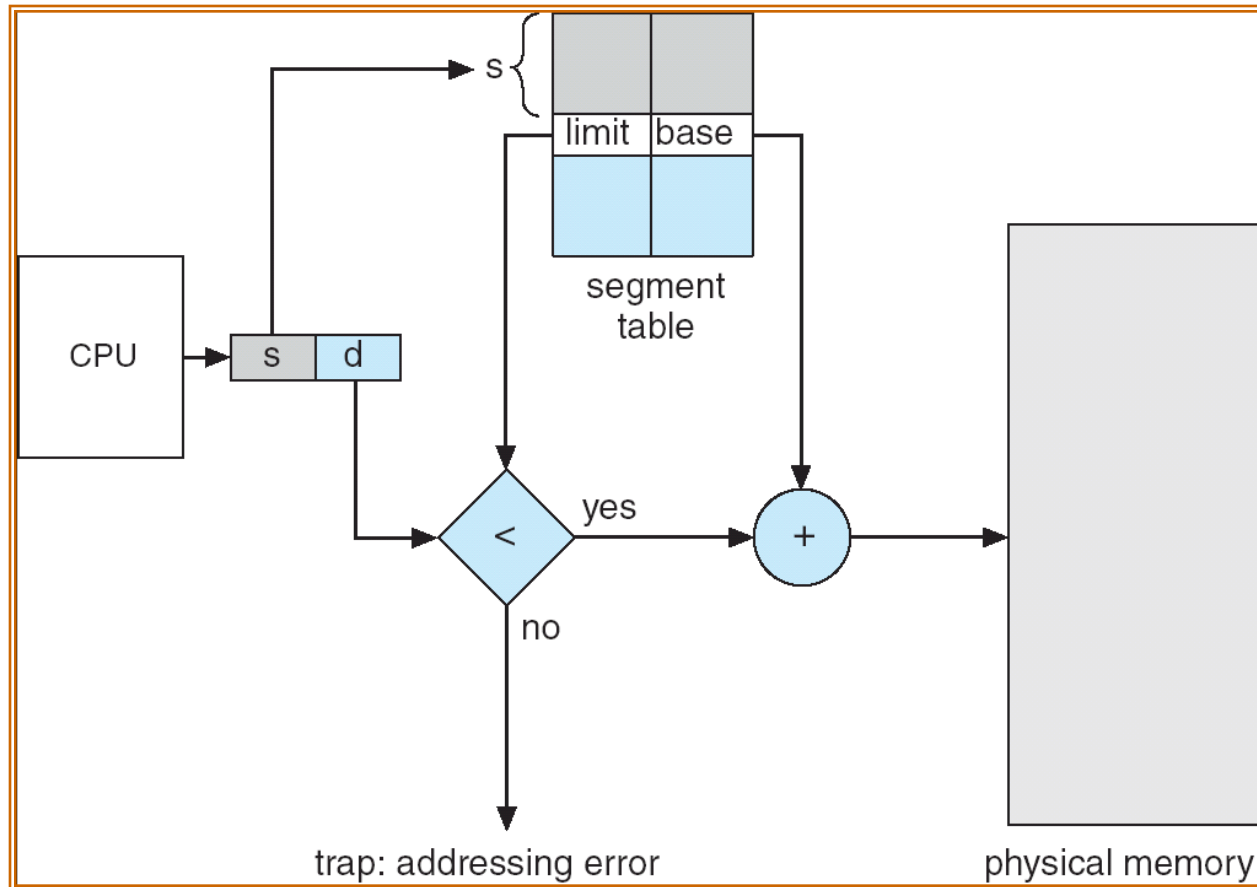 s
limit base
segment
table
CPU
s d
yes
<
+
no
trap: addressing error
physical memory